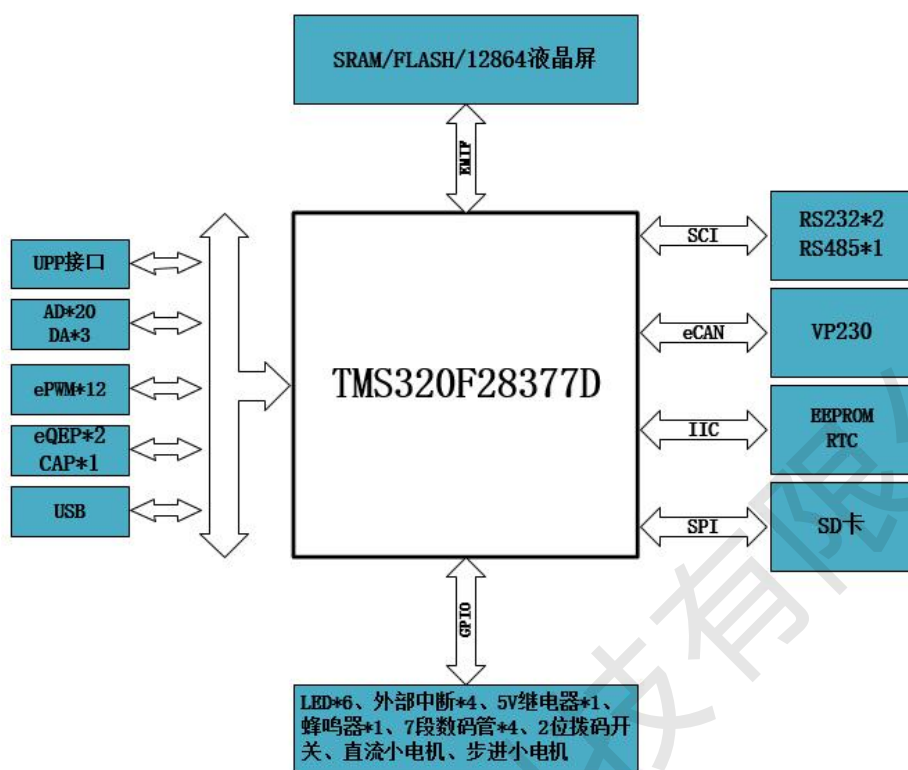 SRAM/FLASH/12864液晶屏
EMIF
UPP接口
AD*20
DA*3
ePWM*12
eQEP*2
CAP*1
USB
TMS320F28377D
SCI
RS232*2
RS485*1
eCAN
VP230
IIC
EEPROM
RTC
SPI
SD卡
GPIO
LED*6、外部中断*4、5V继电器*1、
蜂鸣器*1、7段数码管*4、2位拨码开
关、直流小电机、步进小电机
技有限